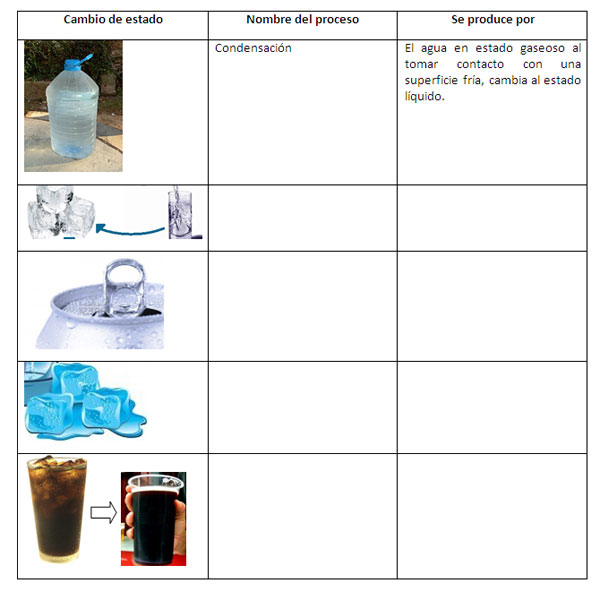 Cambio de estado
Nombre del proceso
Se produce por
Condensación
El agua en estado gaseoso al
tomar contacto con una
superficie fría, cambia al estado
líquido.